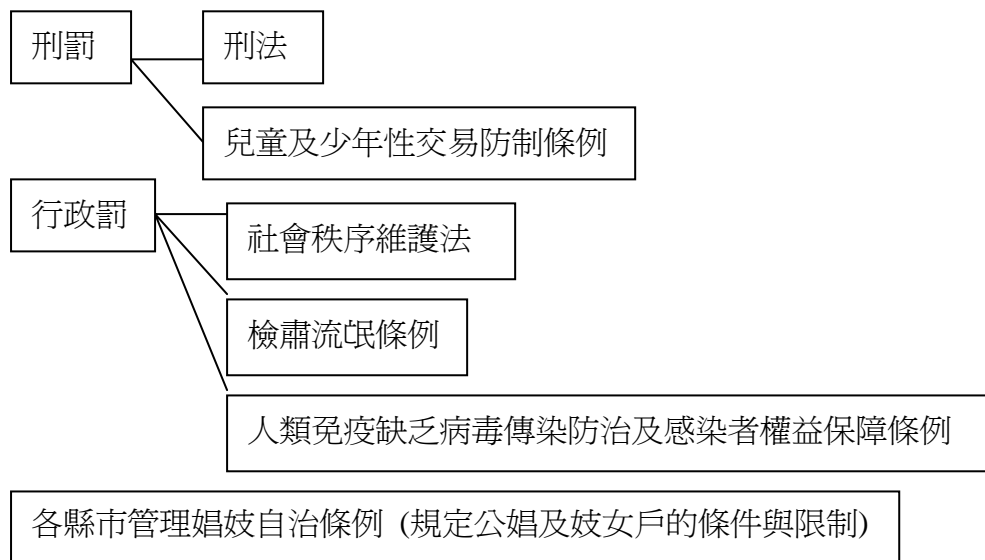 刑罰
刑法
兒童及少年性交易防制條例
行政罰
社會秩序維護法
檢肅流氓條例
人類免疫缺乏病毒傳染防治及感染者權益保障條例
各縣市管理娼妓自治條例 (規定公娼及妓女戶的條件與限制)